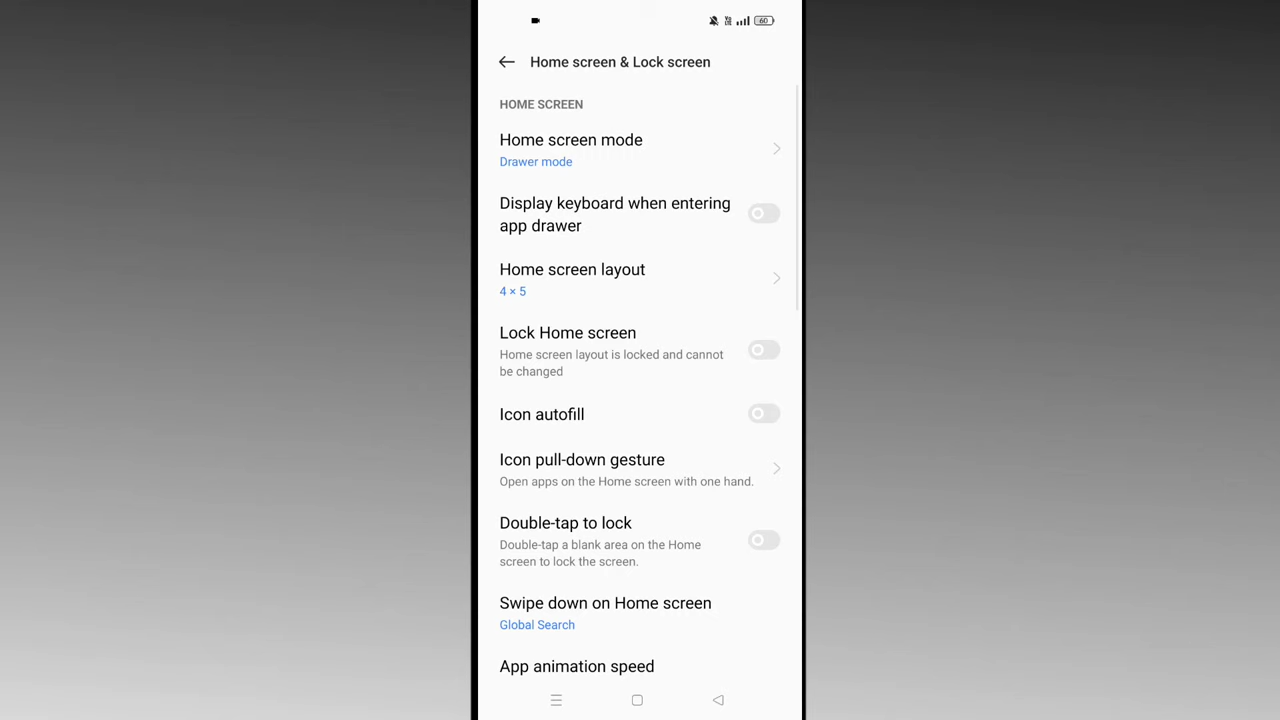 60
Home screen & Lock screen
HOME SCREEN
Home screen mode
Drawer mode
Display keyboard when entering
app drawer
Home screen layout
4 × 5
Lock Home screen
Home screen layout is locked and cannot
be changed
Icon autofill
Icon pull-down gesture
Open apps on the Home screen with one hand.
Double-tap to lock
Double-tap a blank area on the Home
screen to lock the screen.
Swipe down on Home screen
Global Search
App animation speed